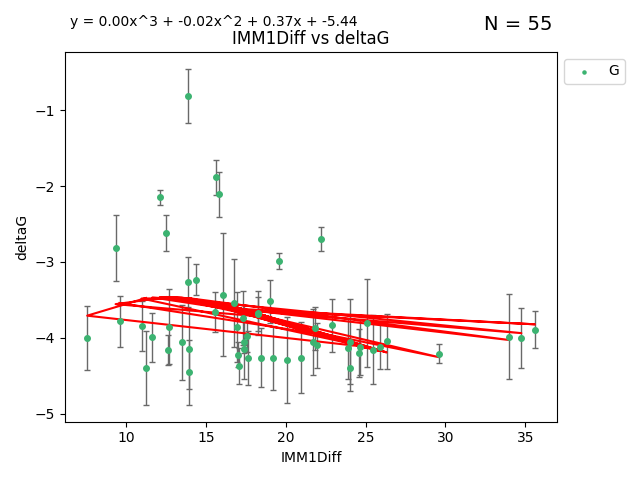 y = 0.00x^3 + -0.02x^2 + 0.37x + -5.44
N = 55
IMM1Diff vs deltaG
G
deltaG
−1
−2
−3
−4
−5
10 15 20 25 30 35
IMM1Diff